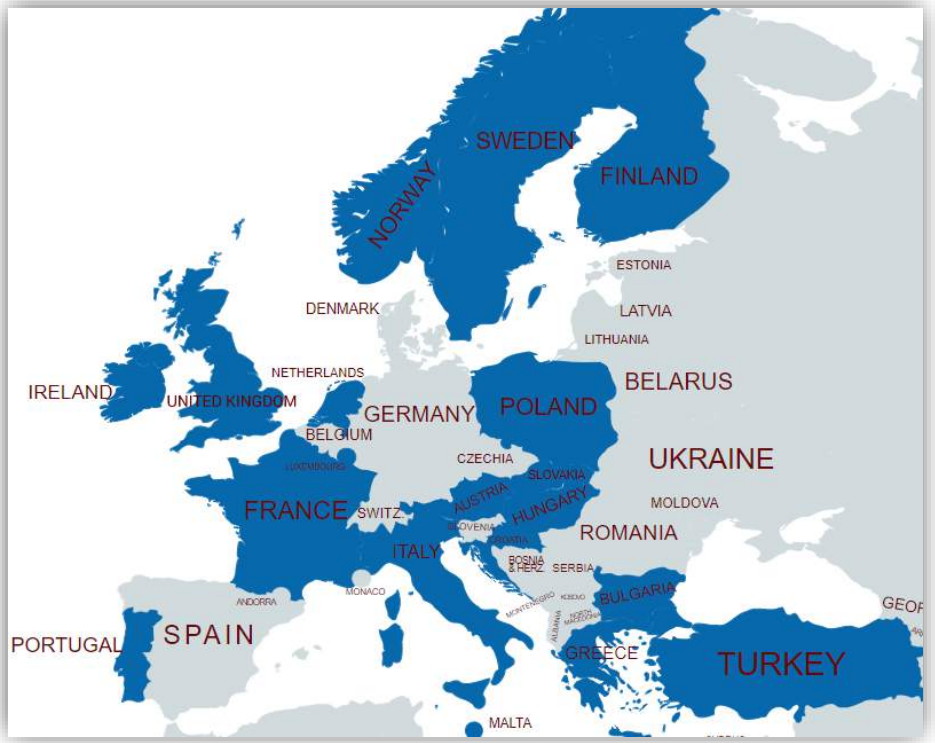 SWEDEN
FINLAND
NORWAY
ESTONIA
DENMARK
LATVIA
LITHUANIA
NETHERLANDS
BELARUS
IRELAND
UNITED KINGDOM
POLAND
GERMANY
BELGIUM
CZECHIA
UKRAINE
LUXEMBOURG
SLOVAKIA
AUSTRIA
HUNGARY
MOLDOVA
FRANCE
SWITZ.
SLOVENIA
ROMANIA
CROATIA
ITALY
BOSNIA
& HERZ.
SERBIA
MONACO
ANDORRA
MONTENEGRO
KOSOVO
BULGARIA
GEOR
NORTH
MACEDONIA
ALBANIA
PORTUGAL
SPAIN
GREECE
TURKEY
MALTA